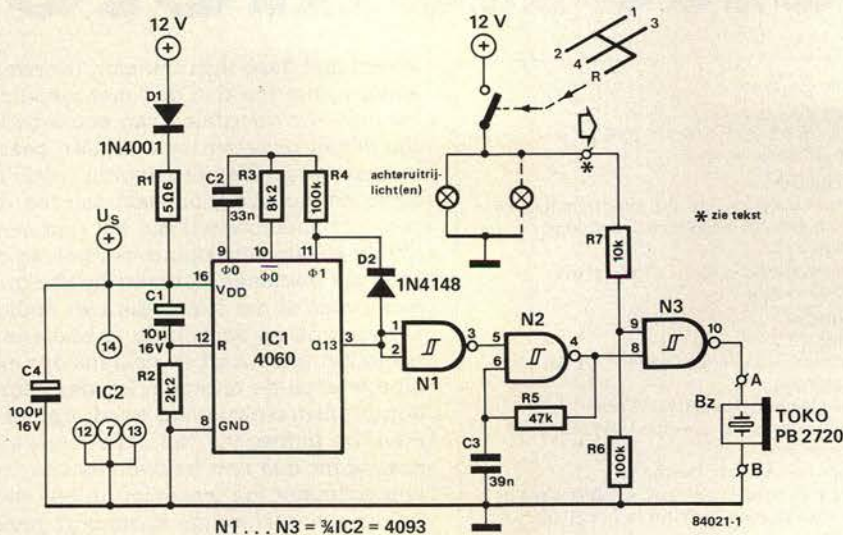 12 V
12 V
1
2
3
4
R
D1
1N4001
R1
5Ω6
C2
33n
R3
8k2
R4
100k
achteruitrij-
licht(en)
*
* zie tekst
US
9
10
11
Φ0
Φ0
Φ1
D2
1N4148
R7
10k
16
VDD
C1
10µ
16V
14
12
R
IC1
4060
Q13
3
1
2
N1
3
5
6
N2
4
9
8
N3
10
A
C4
100µ
16V
IC2
12
7
13
R2
2k2
8
GND
R5
47k
C3
39n
R6
100k
Bz
TOKO
PB 2720
B
N1 . . . N3 = ¾IC2 = 4093
84021-1